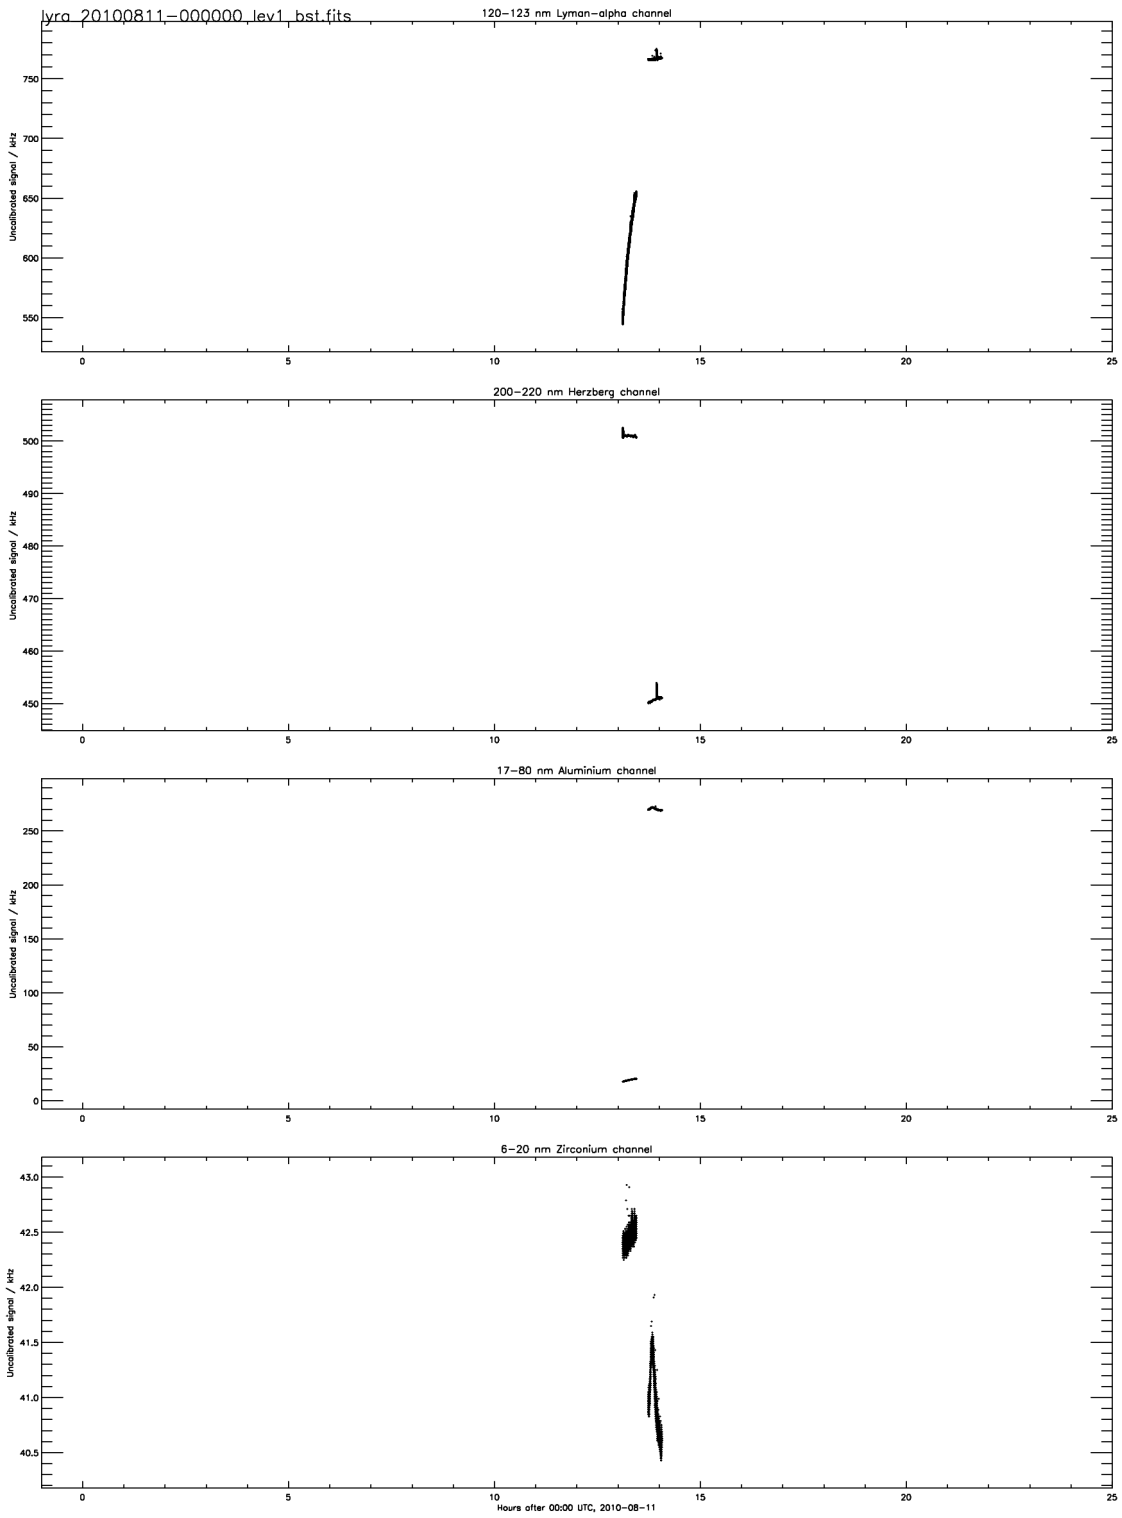 lyra_20100811-000000_lev1_bst.fits
120-123 nm Lyman-alpha channel
Uncalibrated signal / kHz
750
700
650
600
550
0 5 10 15 20 25
200-220 nm Herzberg channel
Uncalibrated signal / kHz
500
490
480
470
460
450
0 5 10 15 20 25
17-80 nm Aluminium channel
Uncalibrated signal / kHz
250
200
150
100
50
0
0 5 10 15 20 25
6-20 nm Zirconium channel
Uncalibrated signal / kHz
43.0
42.5
42.0
41.5
41.0
40.5
0 5 10 15 20 25
Hours after 00:00 UTC, 2010-08-11